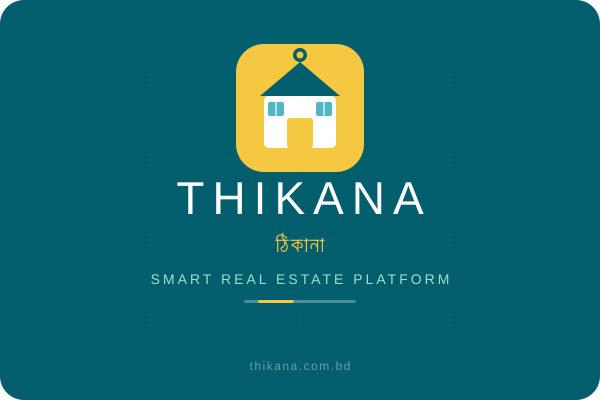 THIKANA
ঠিকানা
SMART REAL ESTATE PLATFORM
thikana.com.bd